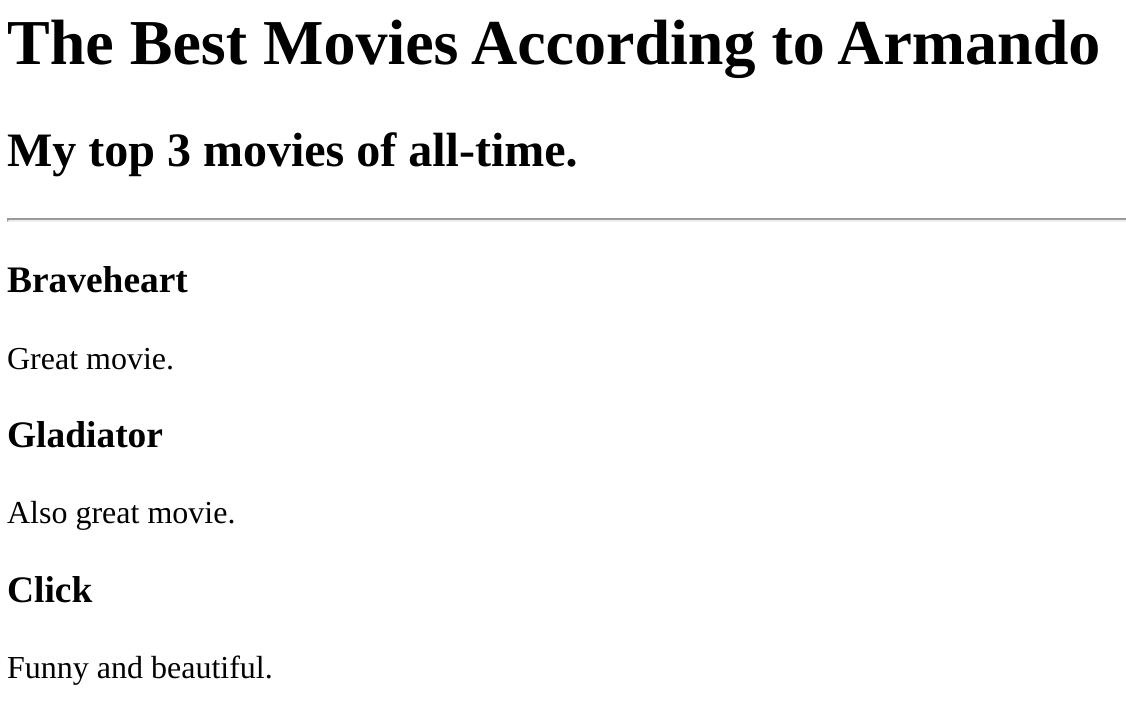 The Best Movies According to Armando
My top 3 movies of all-time.
Braveheart
Great movie.
Gladiator
Also great movie.
Click
Funny and beautiful.